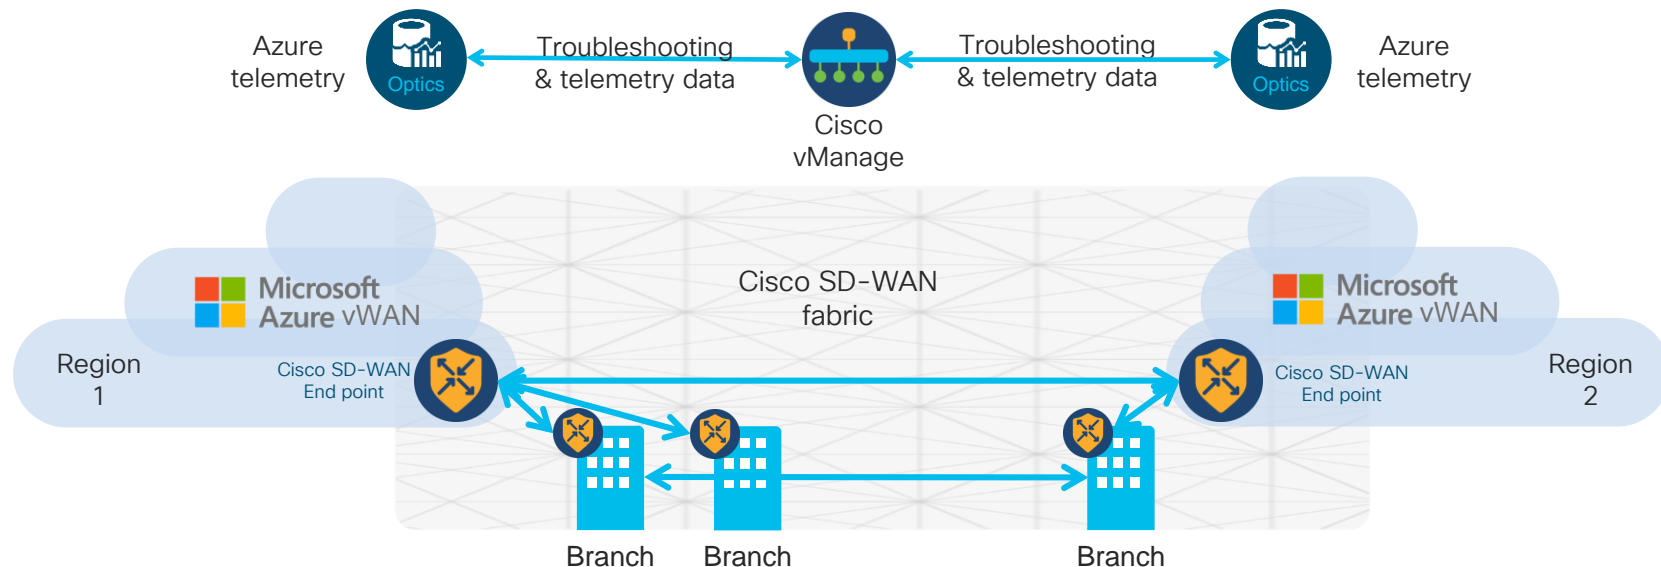 Azure
telemetry
Optics
Troubleshooting
& telemetry data
Cisco
vManage
Troubleshooting
& telemetry data
Optics
Azure
telemetry
Microsoft
Azure vWAN
Cisco SD-WAN
fabric
Microsoft
Azure vWAN
Region
1
Cisco SD-WAN
End point
Cisco SD-WAN
End point
Region
2
Branch
Branch
Branch